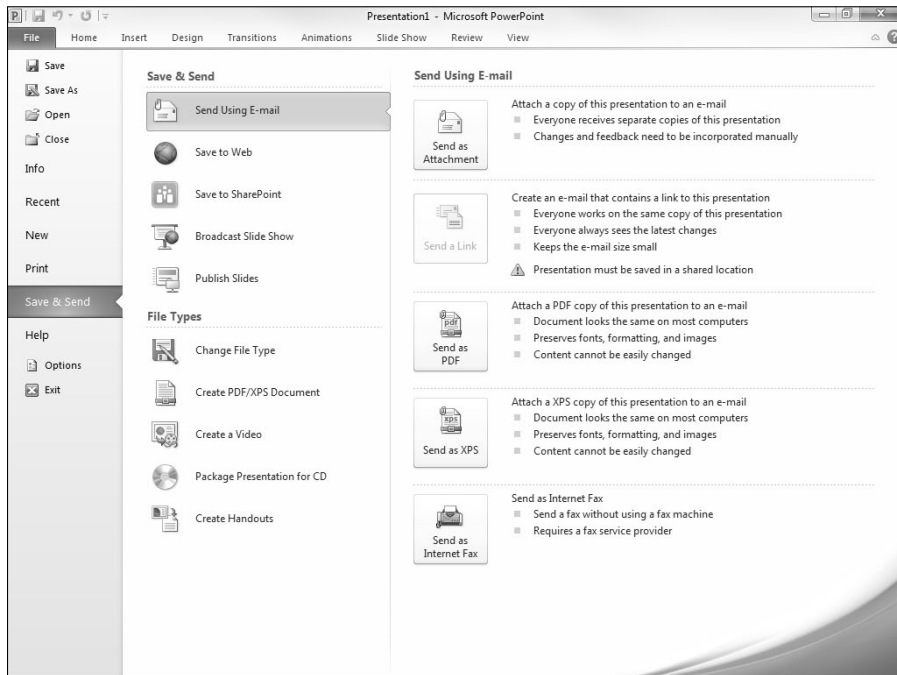 Presentation1 - Microsoft PowerPoint
File Home Insert Design Transitions Animations Slide Show Review View
Save
Save As
Open
Close
Info
Recent
New
Print
Save & Send
Help
Options
Exit
Save & Send
Send Using E-mail
Save to Web
Save to SharePoint
Broadcast Slide Show
Publish Slides
File Types
Change File Type
Create PDF/XPS Document
Create a Video
Package Presentation for CD
Create Handouts
Send Using E-mail
Send as
Attachment
Attach a copy of this presentation to an e-mail
Everyone receives separate copies of this presentation
Changes and feedback need to be incorporated manually
Send a Link
Create an e-mail that contains a link to this presentation
Everyone works on the same copy of this presentation
Everyone always sees the latest changes
Keeps the e-mail size small
Presentation must be saved in a shared location
pdf
Send as
PDF
Attach a PDF copy of this presentation to an e-mail
Document looks the same on most computers
Preserves fonts, formatting, and images
Content cannot be easily changed
xps
Send as XPS
Attach a XPS copy of this presentation to an e-mail
Document looks the same on most computers
Preserves fonts, formatting, and images
Content cannot be easily changed
Send as
Internet Fax
Send as Internet Fax
Send a fax without using a fax machine
Requires a fax service provider